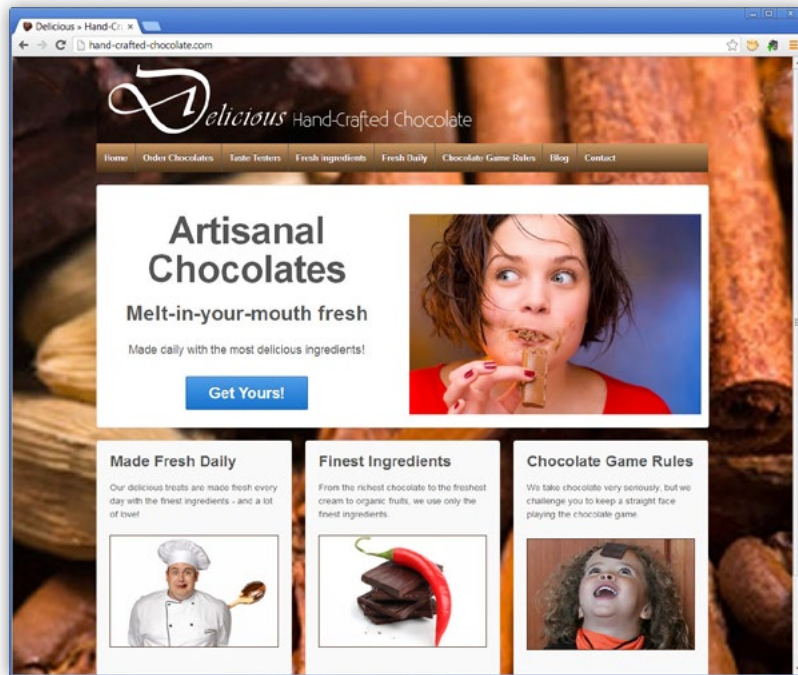 Delicious » Hand-Cra
hand-crafted-chocolate.com
Delicious Hand-Crafted Chocolate
Home Order Chocolates Taste Testers Fresh ingredients Fresh Daily Chocolate Game Rules Blog Contact
Artisanal
Chocolates
Melt-in-your-mouth fresh
Made daily with the most delicious ingredients!
Get Yours!
Made Fresh Daily
Our delicious treats are made fresh every
day with the finest ingredients - and a lot
of love!
Finest Ingredients
From the richest chocolate to the freshest
cream to organic fruits, we use only the
finest ingredients.
Chocolate Game Rules
We take chocolate very seriously, but we
challenge you to keep a straight face
playing the chocolate game.